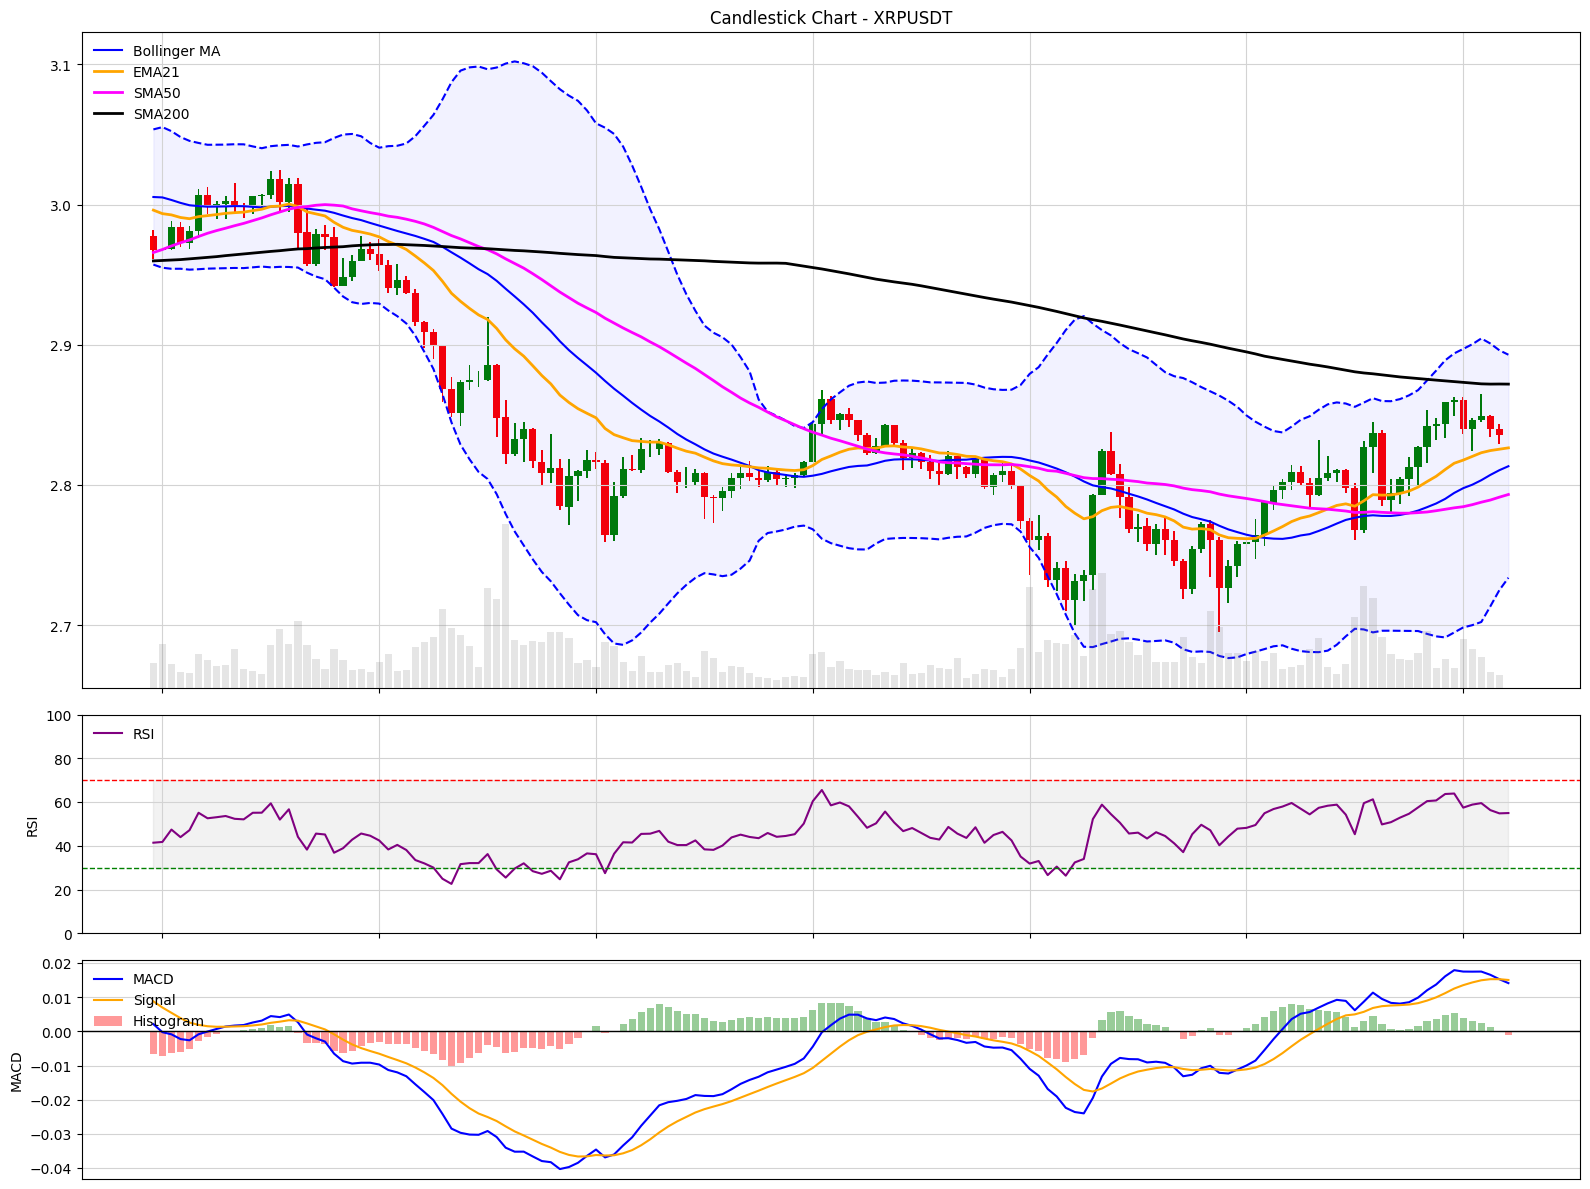 Candlestick Chart - XRPUSDT
Bollinger MA
EMA21
SMA50
SMA200
3.1
3.0
2.9
2.8
2.7
RSI
100
80
60
40
20
0
RSI
MACD
Signal
Histogram
0.02
0.01
0.00
−0.01
−0.02
−0.03
−0.04
MACD